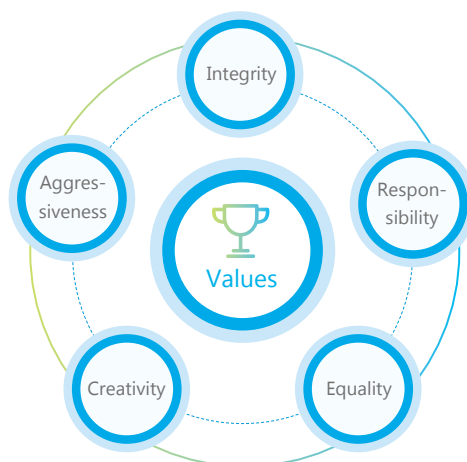 Integrity
Aggres-
siveness
Respon-
sibility
Values
Creativity
Equality